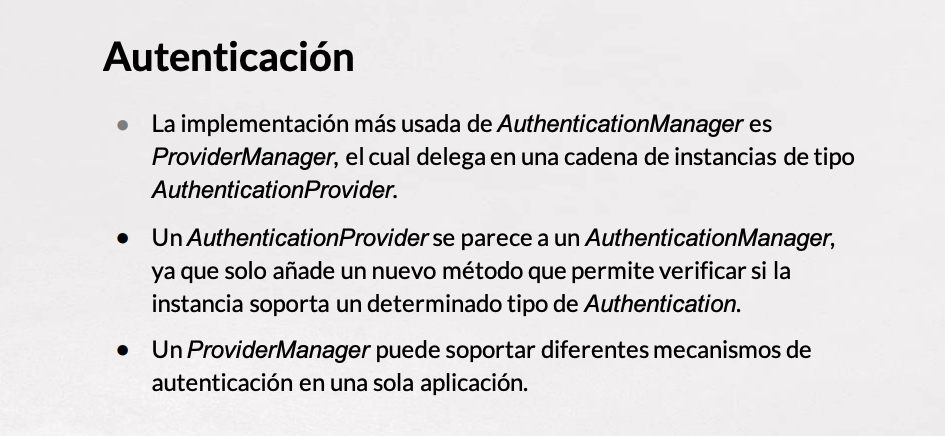 Autenticación
● La implementación más usada de AuthenticationManager es
ProviderManager, el cual delega en una cadena de instancias de tipo
AuthenticationProvider.
● Un AuthenticationProvider se parece a un AuthenticationManager,
ya que solo añade un nuevo método que permite verificar si la
instancia soporta un determinado tipo de Authentication.
● Un ProviderManager puede soportar diferentes mecanismos de
autenticación en una sola aplicación.